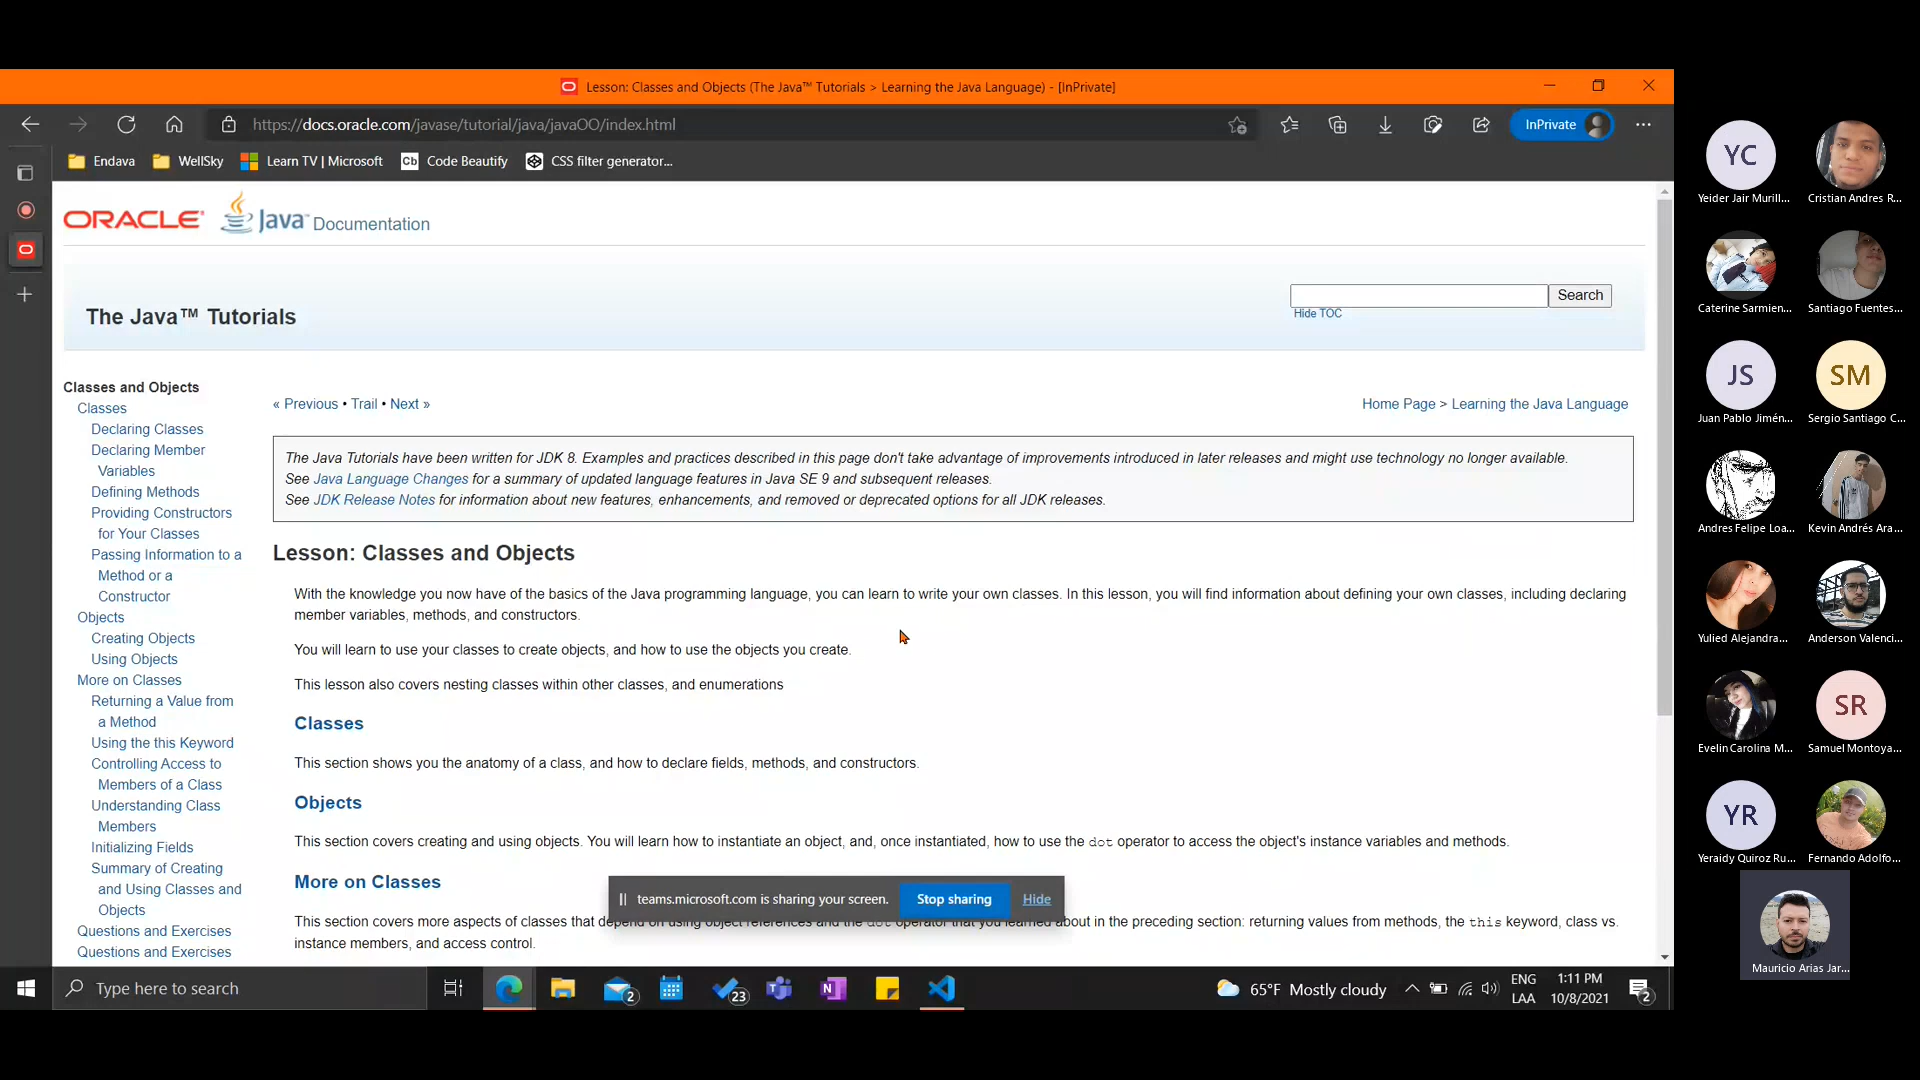 Lesson: Classes and Objects (The Java™ Tutorials > Learning the Java Language) - [InPrivate]
https://docs.oracle.com/javase/tutorial/java/javaOO/index.html
InPrivate
Endava
WellSky
Learn TV | Microsoft
Cb Code Beautify
CSS filter generator...
ORACLE Java™ Documentation
The Java™ Tutorials
Search
Hide TOC
Classes and Objects
Classes
Declaring Classes
Declaring Member
Variables
Defining Methods
Providing Constructors
for Your Classes
Passing Information to a
Method or a
Constructor
Objects
Creating Objects
Using Objects
More on Classes
Returning a Value from
a Method
Using the this Keyword
Controlling Access to
Members of a Class
Understanding Class
Members
Initializing Fields
Summary of Creating
and Using Classes and
Objects
Questions and Exercises
Questions and Exercises
« Previous • Trail • Next »
Home Page > Learning the Java Language
The Java Tutorials have been written for JDK 8. Examples and practices described in this page don't take advantage of improvements introduced in later releases and might use technology no longer available.
See Java Language Changes for a summary of updated language features in Java SE 9 and subsequent releases.
See JDK Release Notes for information about new features, enhancements, and removed or deprecated options for all JDK releases.
Lesson: Classes and Objects
With the knowledge you now have of the basics of the Java programming language, you can learn to write your own classes. In this lesson, you will find information about defining your own classes, including declaring
member variables, methods, and constructors.
You will learn to use your classes to create objects, and how to use the objects you create.
This lesson also covers nesting classes within other classes, and enumerations
Classes
This section shows you the anatomy of a class, and how to declare fields, methods, and constructors.
Objects
This section covers creating and using objects. You will learn how to instantiate an object, and, once instantiated, how to use the dot operator to access the object's instance variables and methods.
More on Classes
This section covers more aspects of classes that depend on using object references and the dot operator that you learned about in the preceding section: returning values from methods, the this keyword, class vs.
instance members, and access control.
teams.microsoft.com is sharing your screen.
Stop sharing
Hide
Type here to search
2
23
65°F Mostly cloudy
ENG
LAA
1:11 PM
10/8/2021
2
YC
Yeider Jair Murill...
Cristian Andres R...
Caterine Sarmien...
Santiago Fuentes...
JS
Juan Pablo Jimén...
SM
Sergio Santiago C...
Andres Felipe Loa...
Kevin Andrés Ara...
Yulied Alejandra...
Anderson Valenci...
Evelin Carolina M...
SR
Samuel Montoya...
YR
Yeraidy Quiroz Ru...
Fernando Adolfo...
Mauricio Arias Jar...